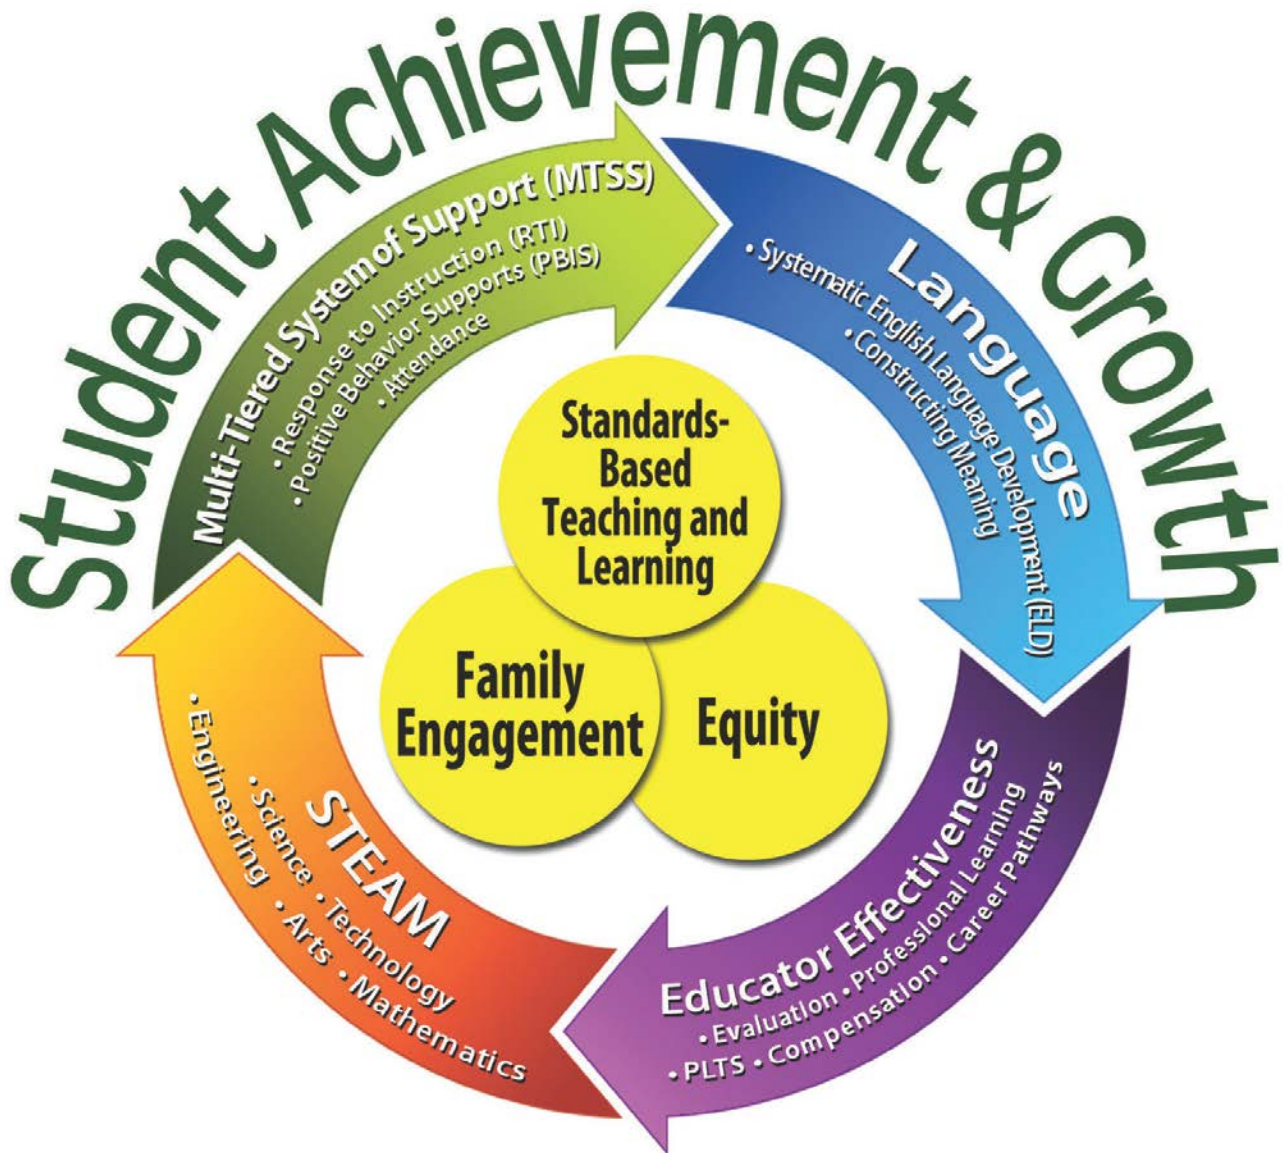 Student Achievement & Growth
Multi-Tiered System of Support (MTSS)
• Response to Instruction (RTI)
• Positive Behavior Supports (PBIS)
• Attendance
Language
• Systematic English Language Development (ELD)
• Constructing Meaning
Educator Effectiveness
• Evaluation • Professional Learning
• PLTS • Compensation • Career Pathways
STEAM
• Science • Technology
• Engineering • Arts • Mathematics
Standards-
Based
Teaching and
Learning
Family
Engagement
Equity